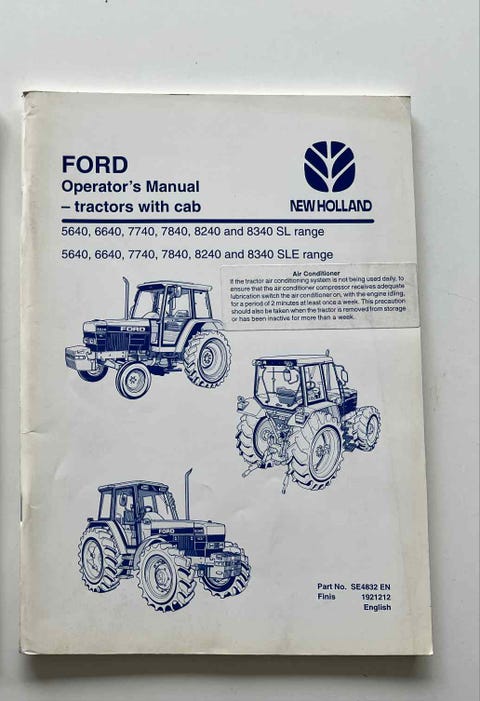 FORD
Operator's Manual
– tractors with cab
NEW HOLLAND
5640, 6640, 7740, 7840, 8240 and 8340 SL range
5640, 6640, 7740, 7840, 8240 and 8340 SLE range
Air Conditioner
If the tractor air conditioning system is not being used daily, to
ensure that the air conditioner compressor receives adequate
lubrication switch the air conditioner on, with the engine idling,
for a period of 2 minutes at least once a week. This precaution
should also be taken when the tractor is removed from storage
or has been inactive for more than a week.
FORD
FORD
Part No. SE4832 EN
Finis 1921212
English